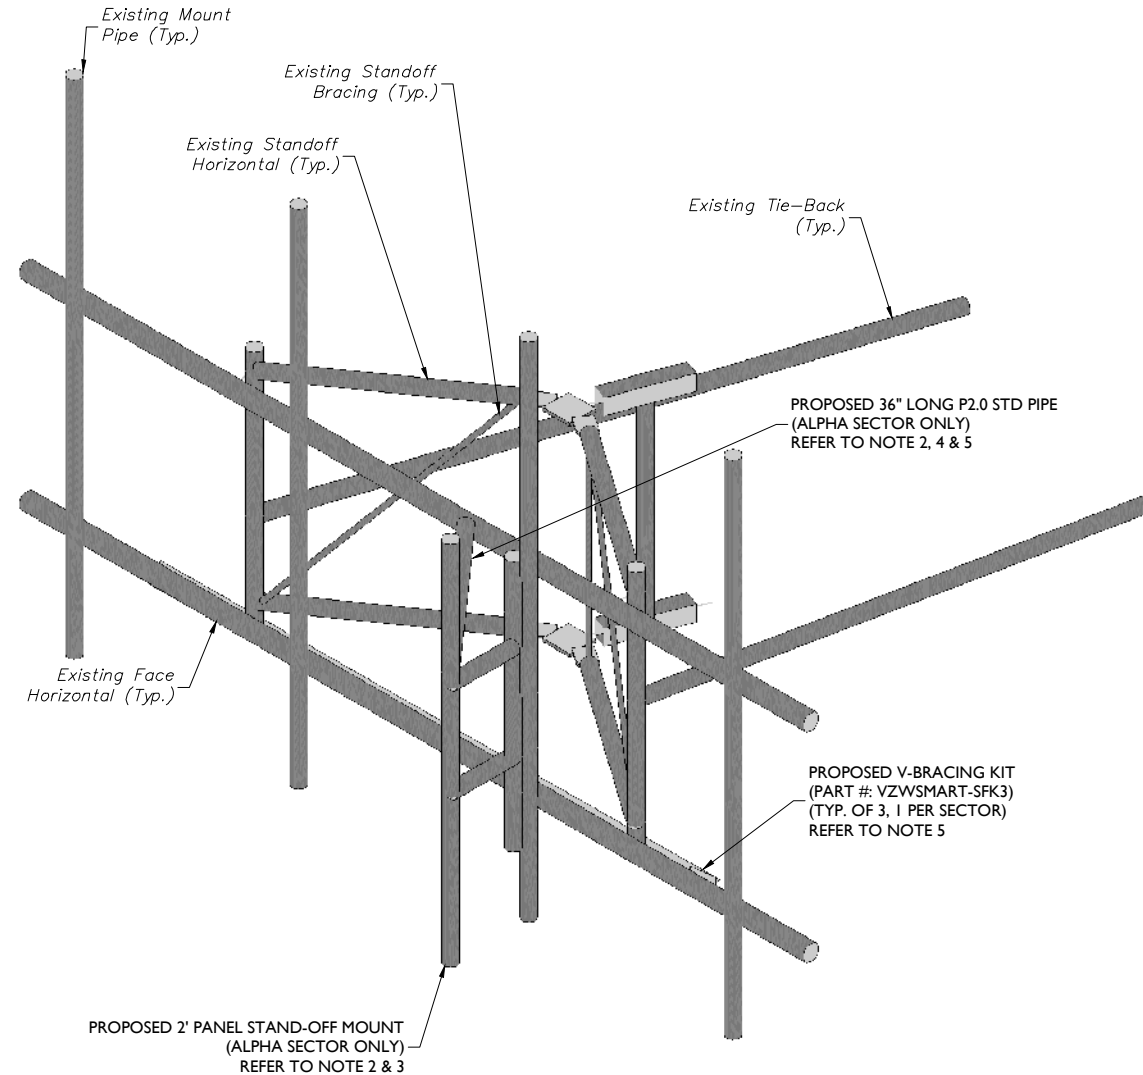 Existing Mount
Pipe (Typ.)
Existing Standoff
Bracing (Typ.)
Existing Standoff
Horizontal (Typ.)
Existing Tie-Back
(Typ.)
PROPOSED 36" LONG P2.0 STD PIPE
(ALPHA SECTOR ONLY)
REFER TO NOTE 2, 4 & 5
Existing Face
Horizontal (Typ.)
PROPOSED V-BRACING KIT
(PART #: VZWSMART-SFK3)
(TYP. OF 3, 1 PER SECTOR)
REFER TO NOTE 5
PROPOSED 2' PANEL STAND-OFF MOUNT
(ALPHA SECTOR ONLY)
REFER TO NOTE 2 & 3